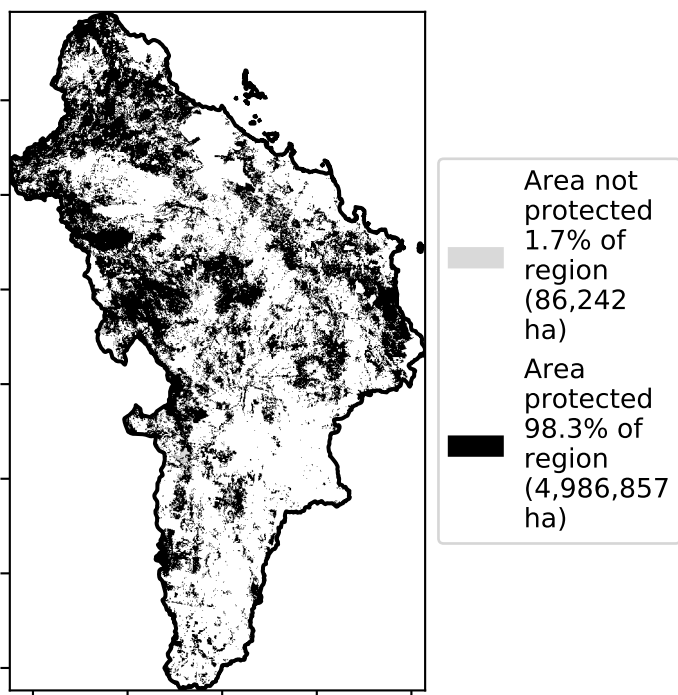 Area not
protected
1.7% of
region
(86,242
ha)
Area
protected
98.3% of
region
(4,986,857
ha)